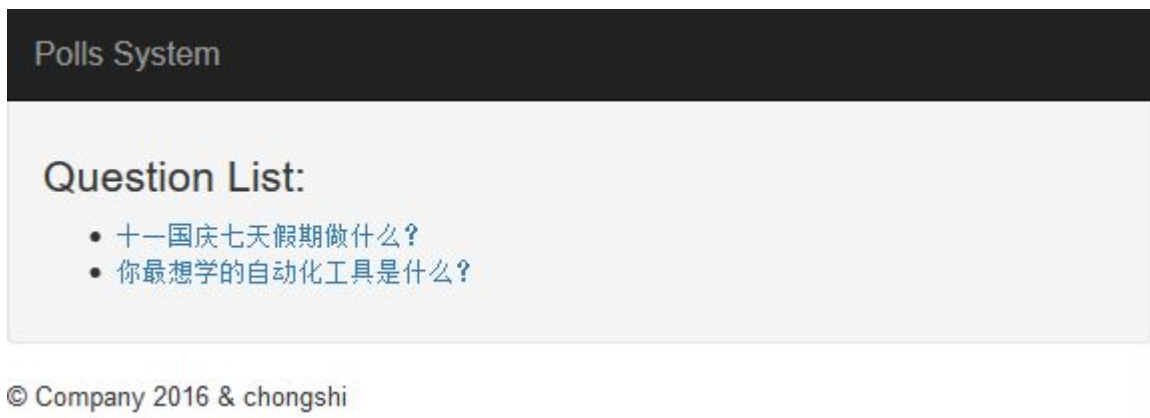 Polls System
Question List:
十一国庆七天假期做什么?
你最想学的自动化工具是什么?
© Company 2016 & chongshi